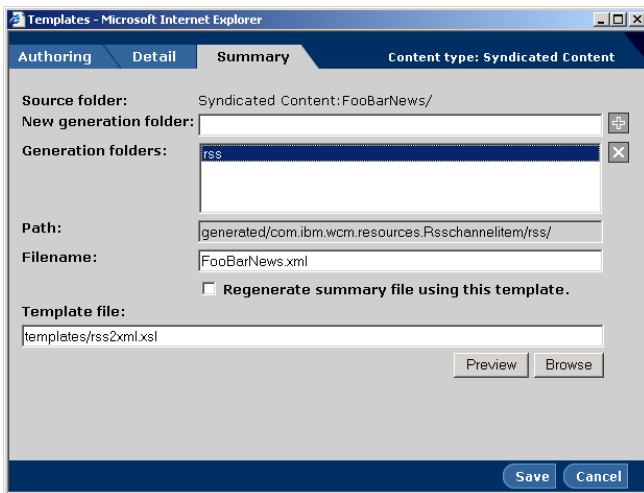 Templates - Microsoft Internet Explorer
Authoring Detail Summary Content type: Syndicated Content
Source folder: Syndicated Content:FooBarNews/
New generation folder:
Generation folders: rss
Path: generated/com.ibm.wcm.resources.Rsschannelitem/rss/
Filename: FooBarNews.xml
Regenerate summary file using this template.
Template file:
templates/rss2xml.xsl
Preview Browse
Save Cancel